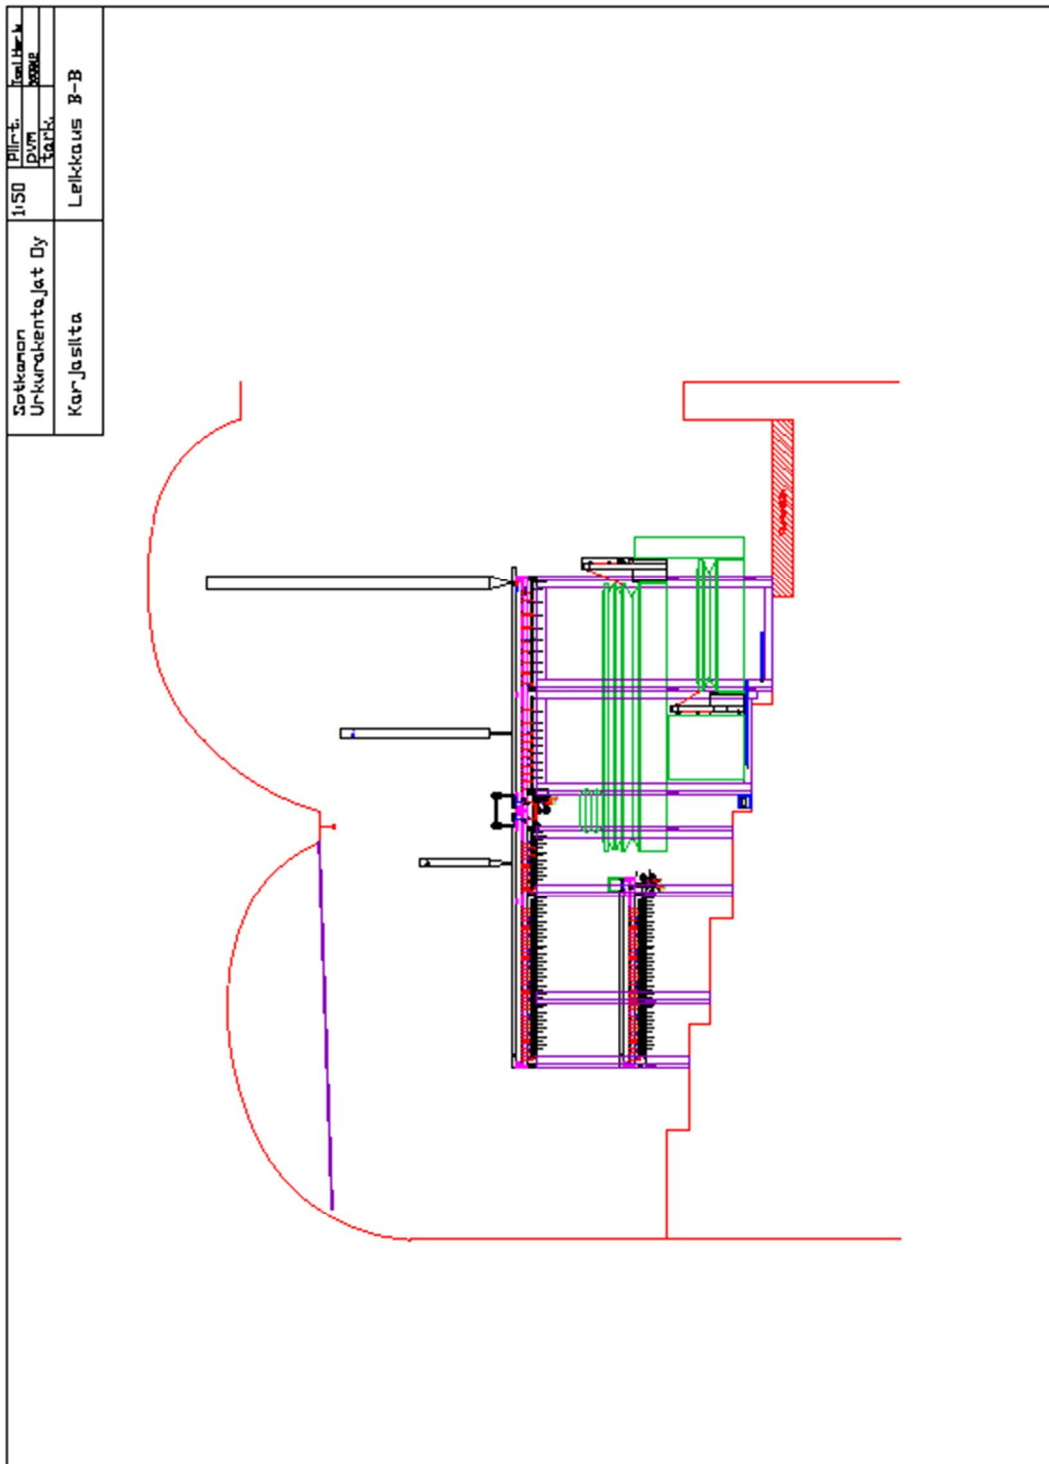 Sotkamon
Urkurakentajat Oy
1:50
Piirt.
pvm
tark.
Karjasilta
Leikkaus B-B